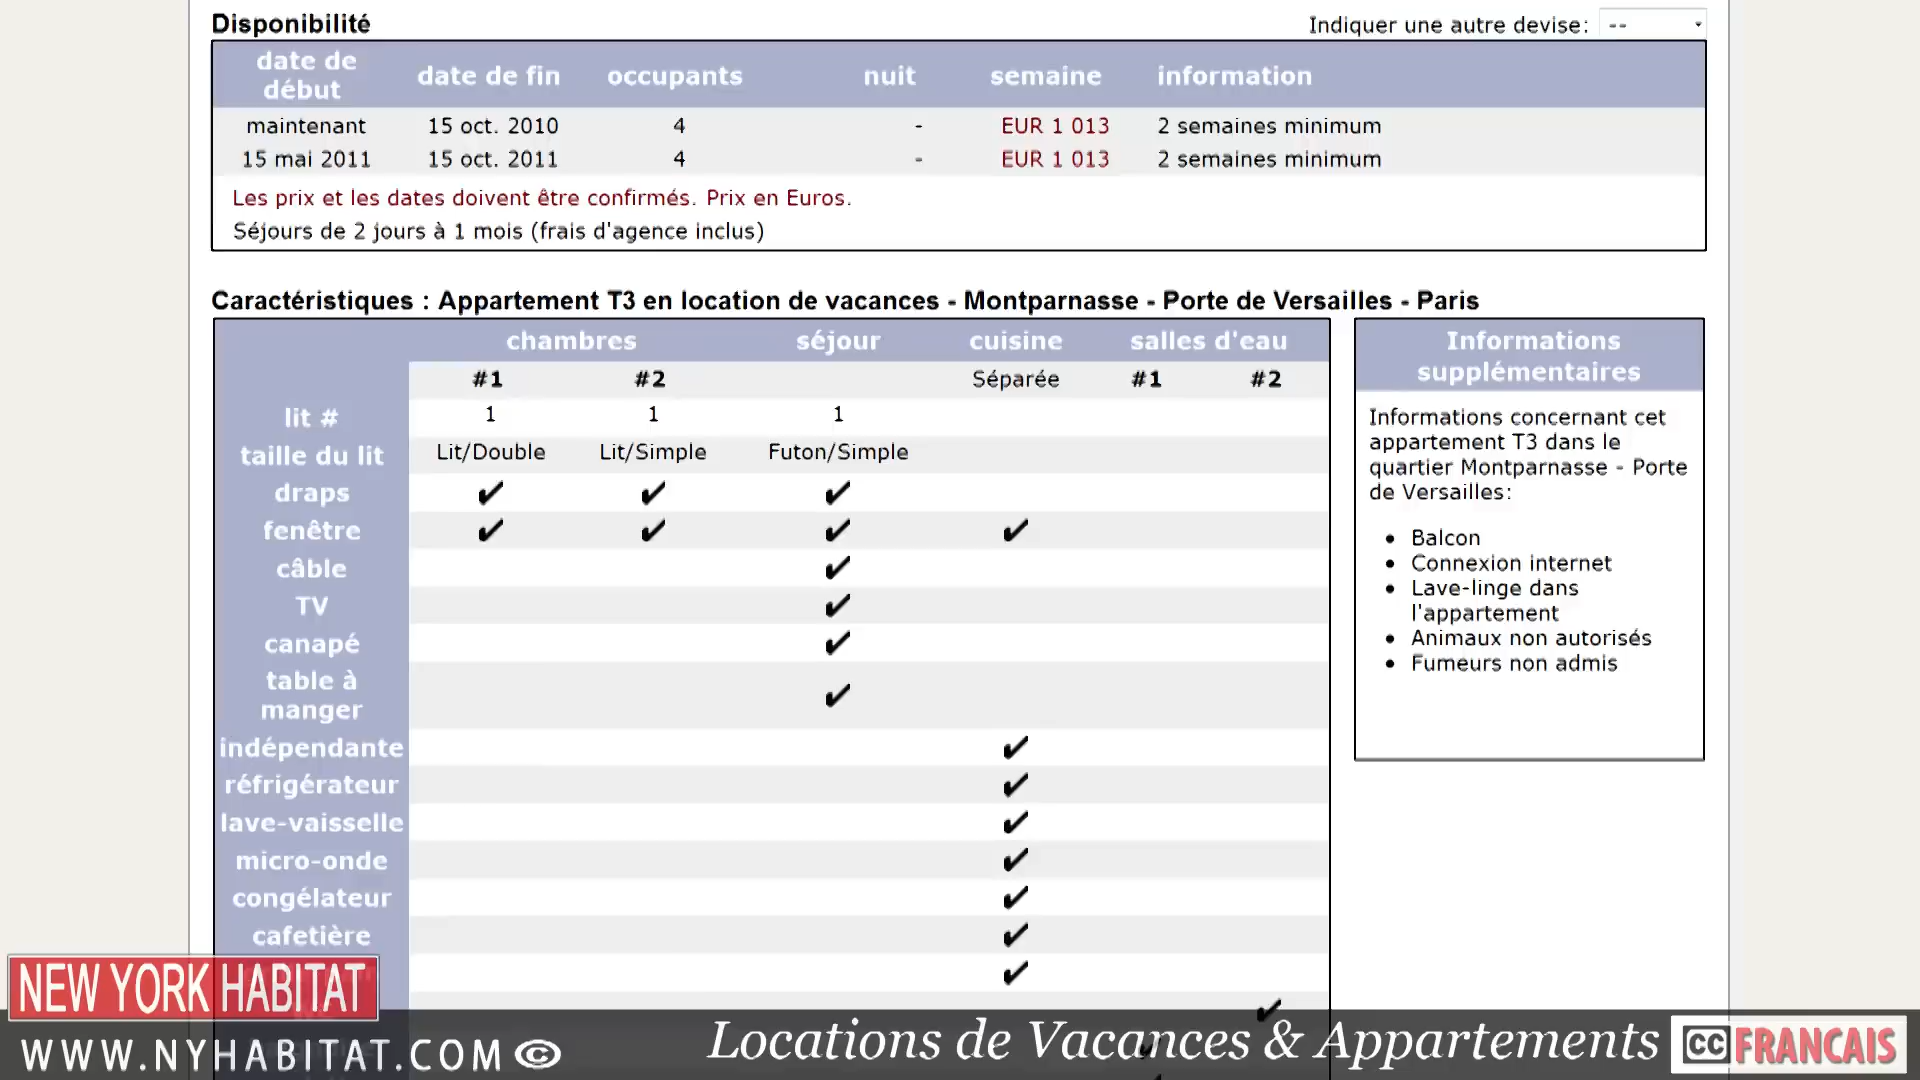 Disponibilité
Indiquer une autre devise: --
date de début date de fin occupants nuit semaine information
maintenant 15 oct. 2010 4 - EUR 1 013 2 semaines minimum
15 mai 2011 15 oct. 2011 4 - EUR 1 013 2 semaines minimum
Les prix et les dates doivent être confirmés. Prix en Euros.
Séjours de 2 jours à 1 mois (frais d'agence inclus)
Caractéristiques : Appartement T3 en location de vacances - Montparnasse - Porte de Versailles - Paris
chambres séjour cuisine salles d'eau
#1 #2 Séparée #1 #2
lit # 1 1 1
taille du lit Lit/Double Lit/Simple Futon/Simple
draps ✔ ✔ ✔
fenêtre ✔ ✔ ✔ ✔
câble ✔
TV ✔
canapé ✔
table à
manger ✔
indépendante ✔
réfrigérateur ✔
lave-vaisselle ✔
micro-onde ✔
congélateur ✔
cafetière ✔
Informations
supplémentaires
Informations concernant cet
appartement T3 dans le
quartier Montparnasse - Porte
de Versailles:
• Balcon
• Connexion internet
• Lave-linge dans
l'appartement
• Animaux non autorisés
• Fumeurs non admis
NEW YORK HABITAT
WWW.NYHABITAT.COM ©
Locations de Vacances & Appartements
CC FRANCAIS